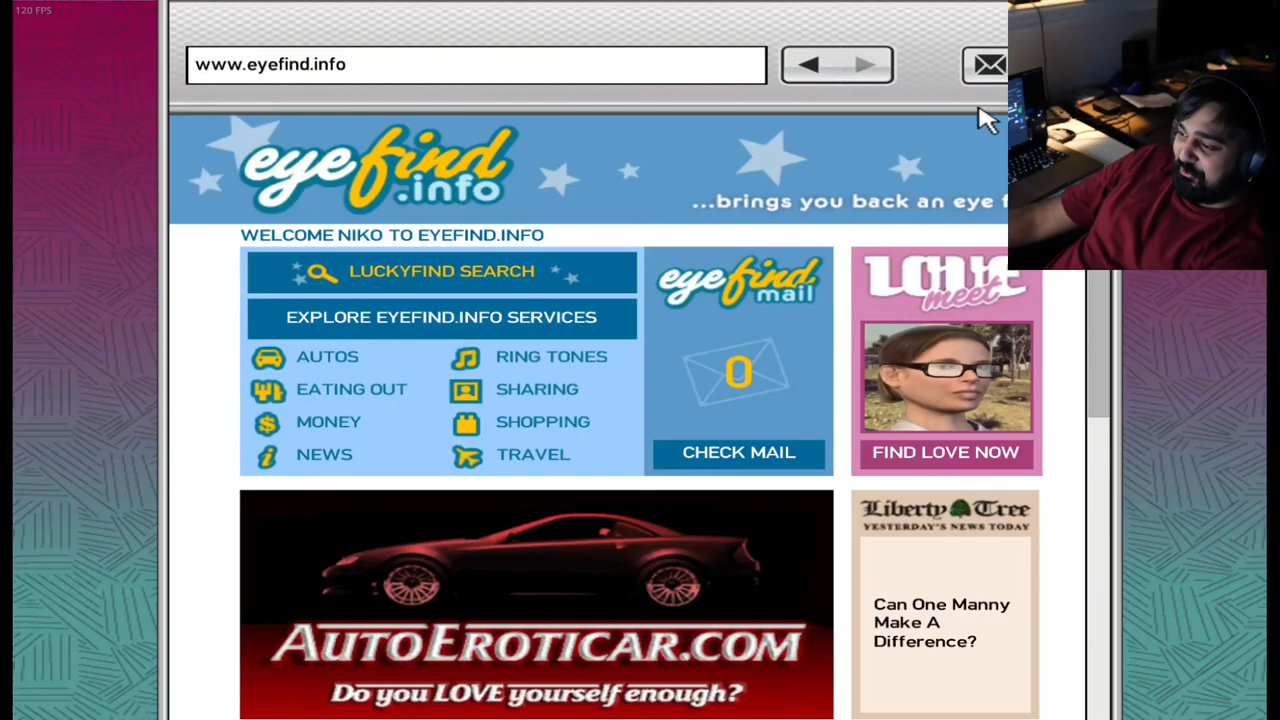 120 FPS
www.eyefind.info
eyefind
.info
...brings you back an eye f
WELCOME NIKO TO EYEFIND.INFO
LUCKYFIND SEARCH
EXPLORE EYEFIND.INFO SERVICES
AUTOS
RING TONES
EATING OUT
SHARING
MONEY
SHOPPING
NEWS
TRAVEL
eyefind
mail
0
CHECK MAIL
LOVE
meet
FIND LOVE NOW
AUTOEROTICAR.COM
Do you LOVE yourself enough?
Liberty Tree
YESTERDAY'S NEWS TODAY
Can One Manny
Make A
Difference?